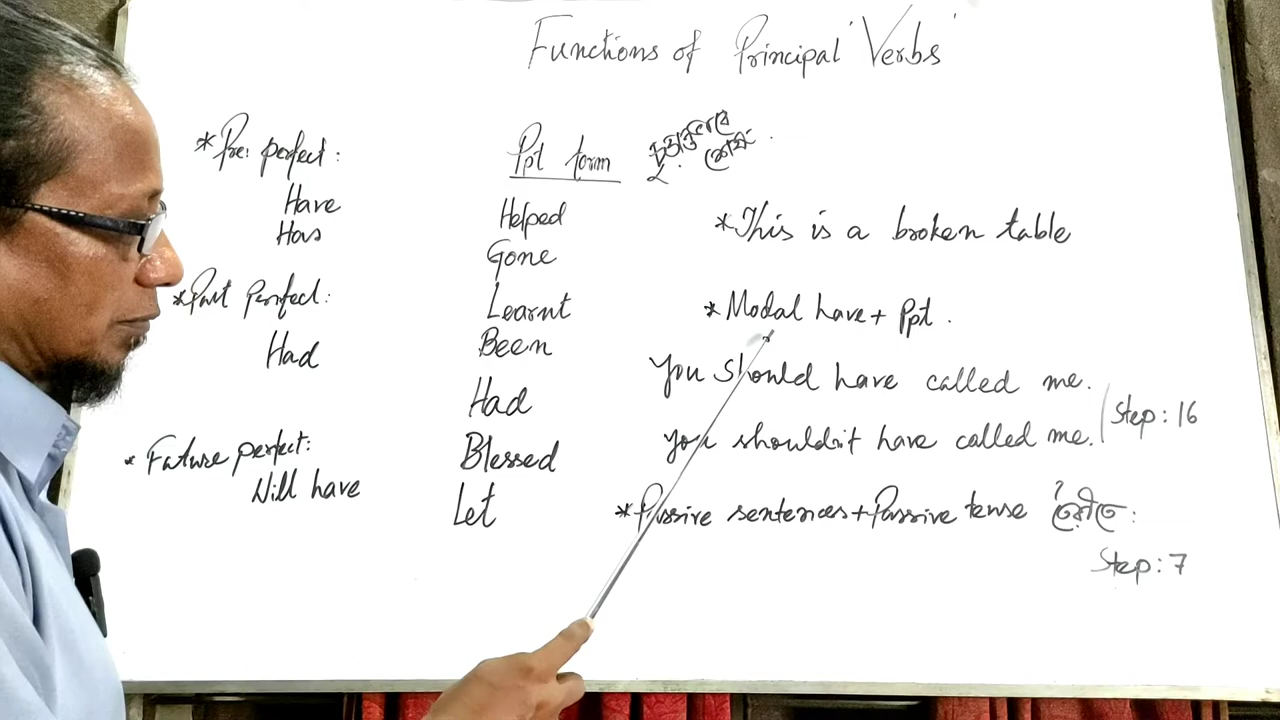 Functions of Principal 'Verbs'
*Pre: perfect:
Have
Has
*Past Perfect:
Had
* Future perfect:
Will have
Ppt form
Helped
Gone
Learnt
Been
Had
Blessed
Let
*This is a broken table
*Modal have + Ppt.
You should have called me.
You shouldn't have called me.
Step: 16
*Passive sentences + Passive tense
Step: 7